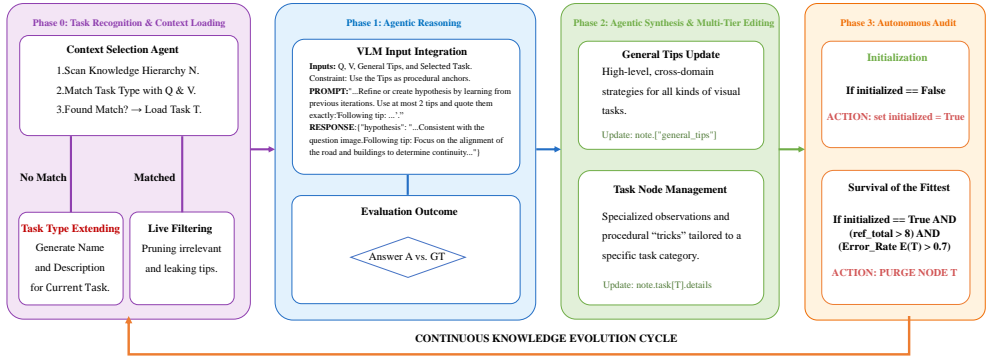 Phase 0: Task Recognition & Context Loading
Context Selection Agent
1.Scan Knowledge Hierarchy N.
2.Match Task Type with Q & V.
3.Found Match? → Load Task T.
No Match
Matched
Task Type Extending
Generate Name
and Description
for Current Task.
Live Filtering
Pruning irrelevant
and leaking tips.
Phase 1: Agentic Reasoning
VLM Input Integration
Inputs: Q, V, General Tips, and Selected Task.
Constraint: Use the Tips as procedural anchors.
PROMPT:"...Refine or create hypothesis by learning from
previous iterations. Use at most 2 tips and quote them
exactly:'Following tip: ...'."
RESPONSE:{"hypothesis": "...Consistent with the
question image.Following tip: Focus on the alignment of
the road and buildings to determine continuity..."}
Evaluation Outcome
Answer A vs. GT
Phase 2: Agentic Synthesis & Multi-Tier Editing
General Tips Update
High-level, cross-domain
strategies for all kinds of visual
tasks.
Update: note.["general_tips"]
Task Node Management
Specialized observations and
procedural “tricks” tailored to a
specific task category.
Update: note.task[T].details
Phase 3: Autonomous Audit
Initialization
If initialized == False
ACTION: set initialized = True
Survival of the Fittest
If initialized == True AND
(ref_total > 8) AND
(Error_Rate E(T) > 0.7)
ACTION: PURGE NODE T
CONTINUOUS KNOWLEDGE EVOLUTION CYCLE